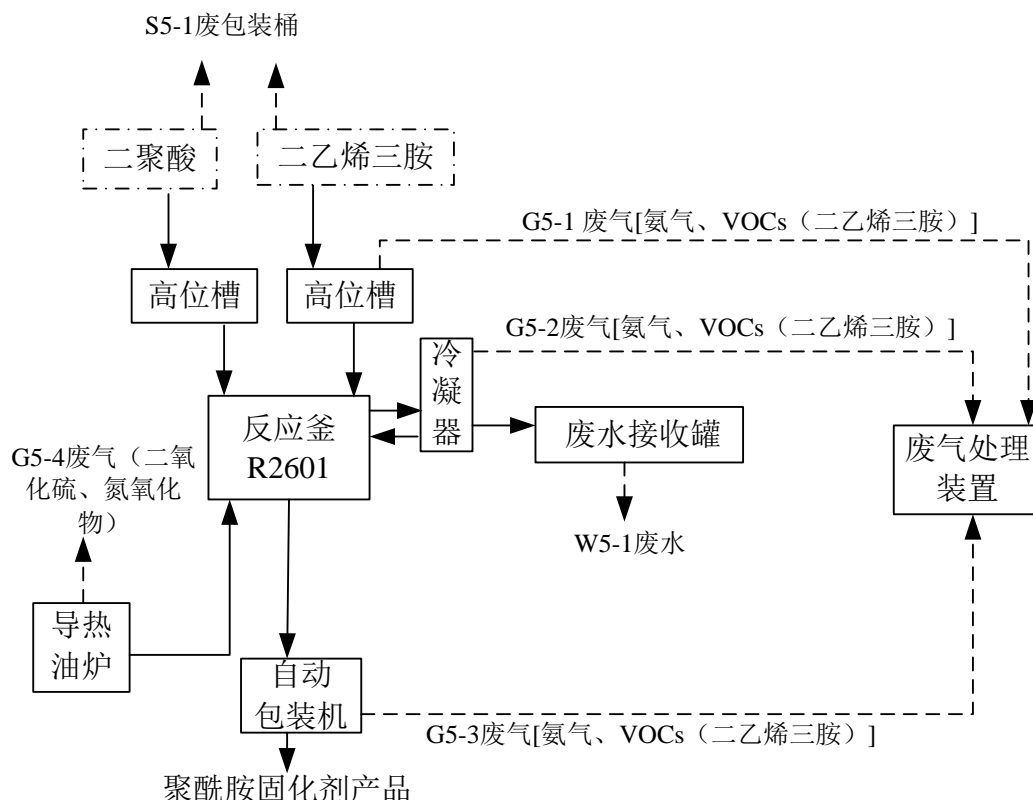 S5-1废包装桶
二聚酸
二乙烯三胺
G5-1 废气[氨气、VOCs（二乙烯三胺）]
高位槽
高位槽
G5-2废气[氨气、VOCs（二乙烯三胺）]
冷
凝
器
反应釜
R2601
废水接收罐
废气处理
装置
G5-4废气（二氧
化硫、氮氧化
物）
W5-1废水
导热
油炉
自动
包装机
G5-3废气[氨气、VOCs（二乙烯三胺）]
聚酰胺固化剂产品